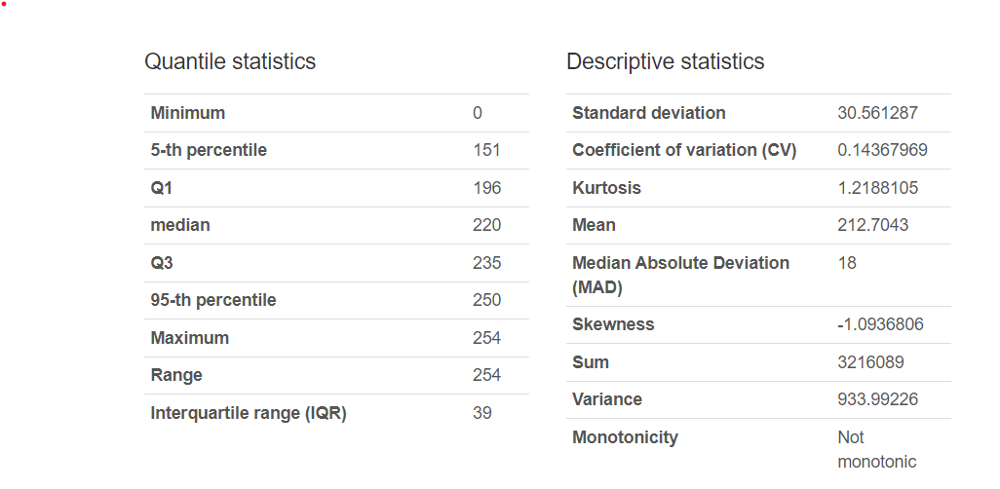 Quantile statistics
Minimum 0
5-th percentile 151
Q1 196
median 220
Q3 235
95-th percentile 250
Maximum 254
Range 254
Interquartile range (IQR) 39
Descriptive statistics
Standard deviation 30.561287
Coefficient of variation (CV) 0.14367969
Kurtosis 1.2188105
Mean 212.7043
Median Absolute Deviation 18
(MAD)
Skewness -1.0936806
Sum 3216089
Variance 933.99226
Monotonicity Not
monotonic